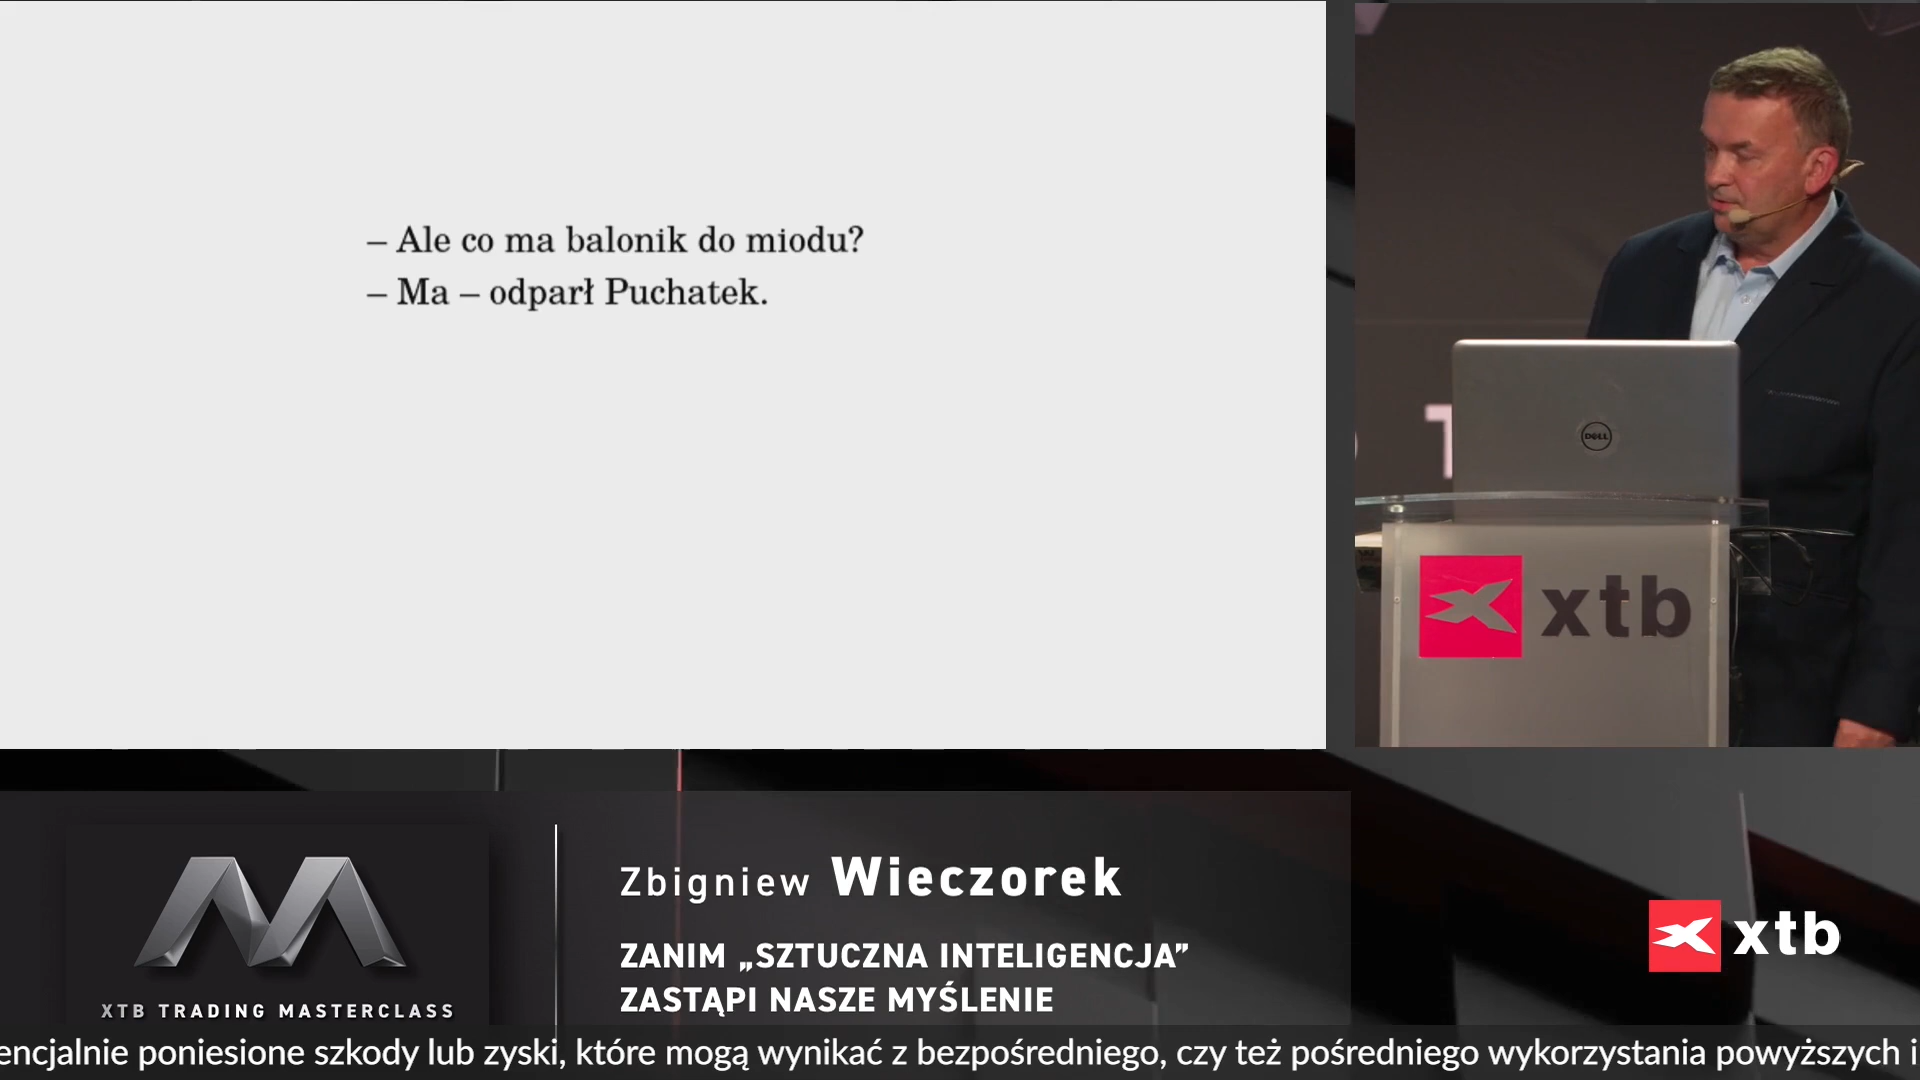 – Ale co ma balonik do miodu?
– Ma – odparł Puchatek.
DELL
xtb
Zbigniew Wieczorek
ZANIM „SZTUCZNA INTELIGENCJA”
ZASTĄPI NASZE MYŚLENIE
XTB TRADING MASTERCLASS
xtb
encjalnie poniesione szkody lub zyski, które mogą wynikać z bezpośredniego, czy też pośredniego wykorzystania powyższych i